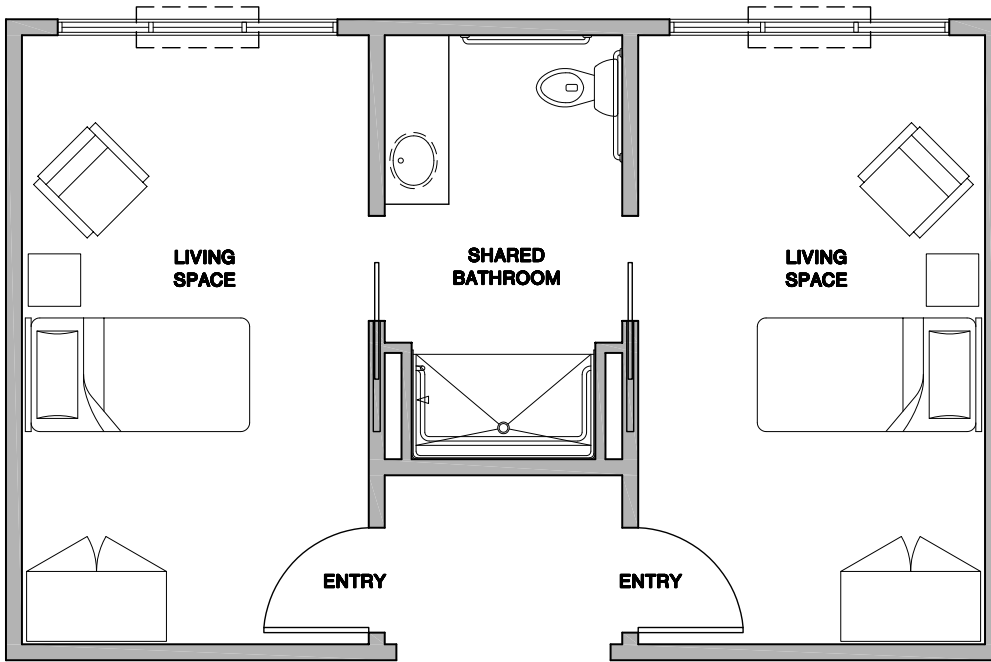 LIVING
SPACE
SHARED
BATHROOM
LIVING
SPACE
ENTRY
ENTRY